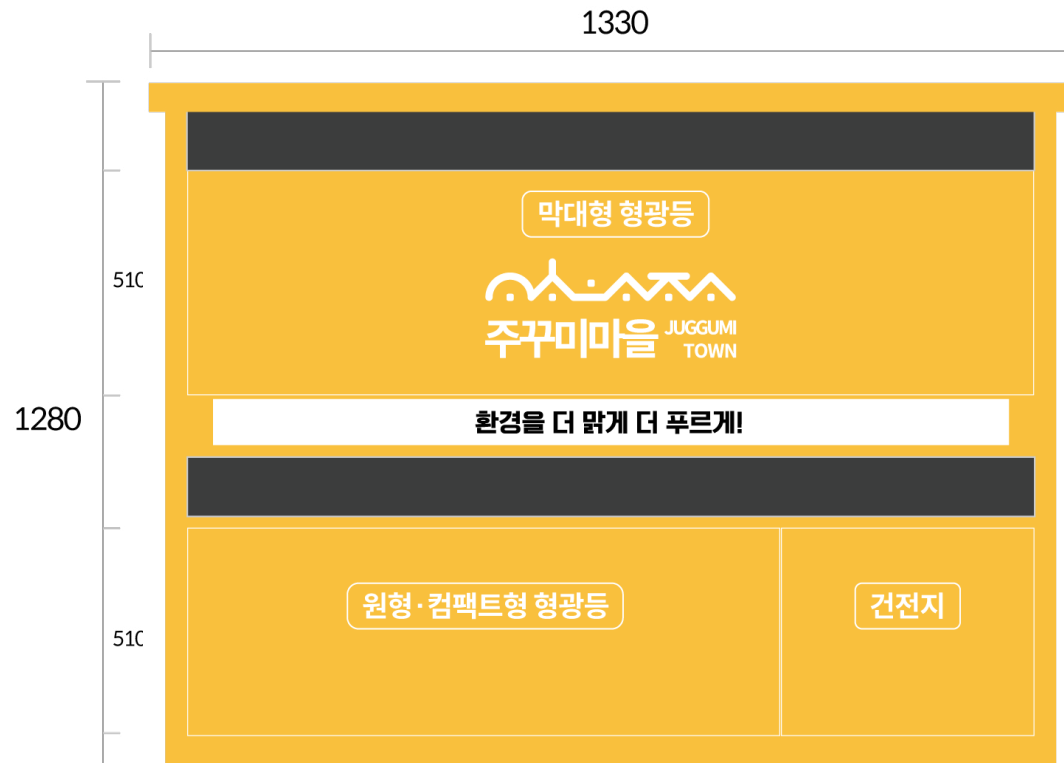 1330
막대형 형광등
510
주꾸미마을 JUGGUMI
TOWN
1280
환경을 더 맑게 더 푸르게!
원형·컴팩트형 형광등
건전지
510